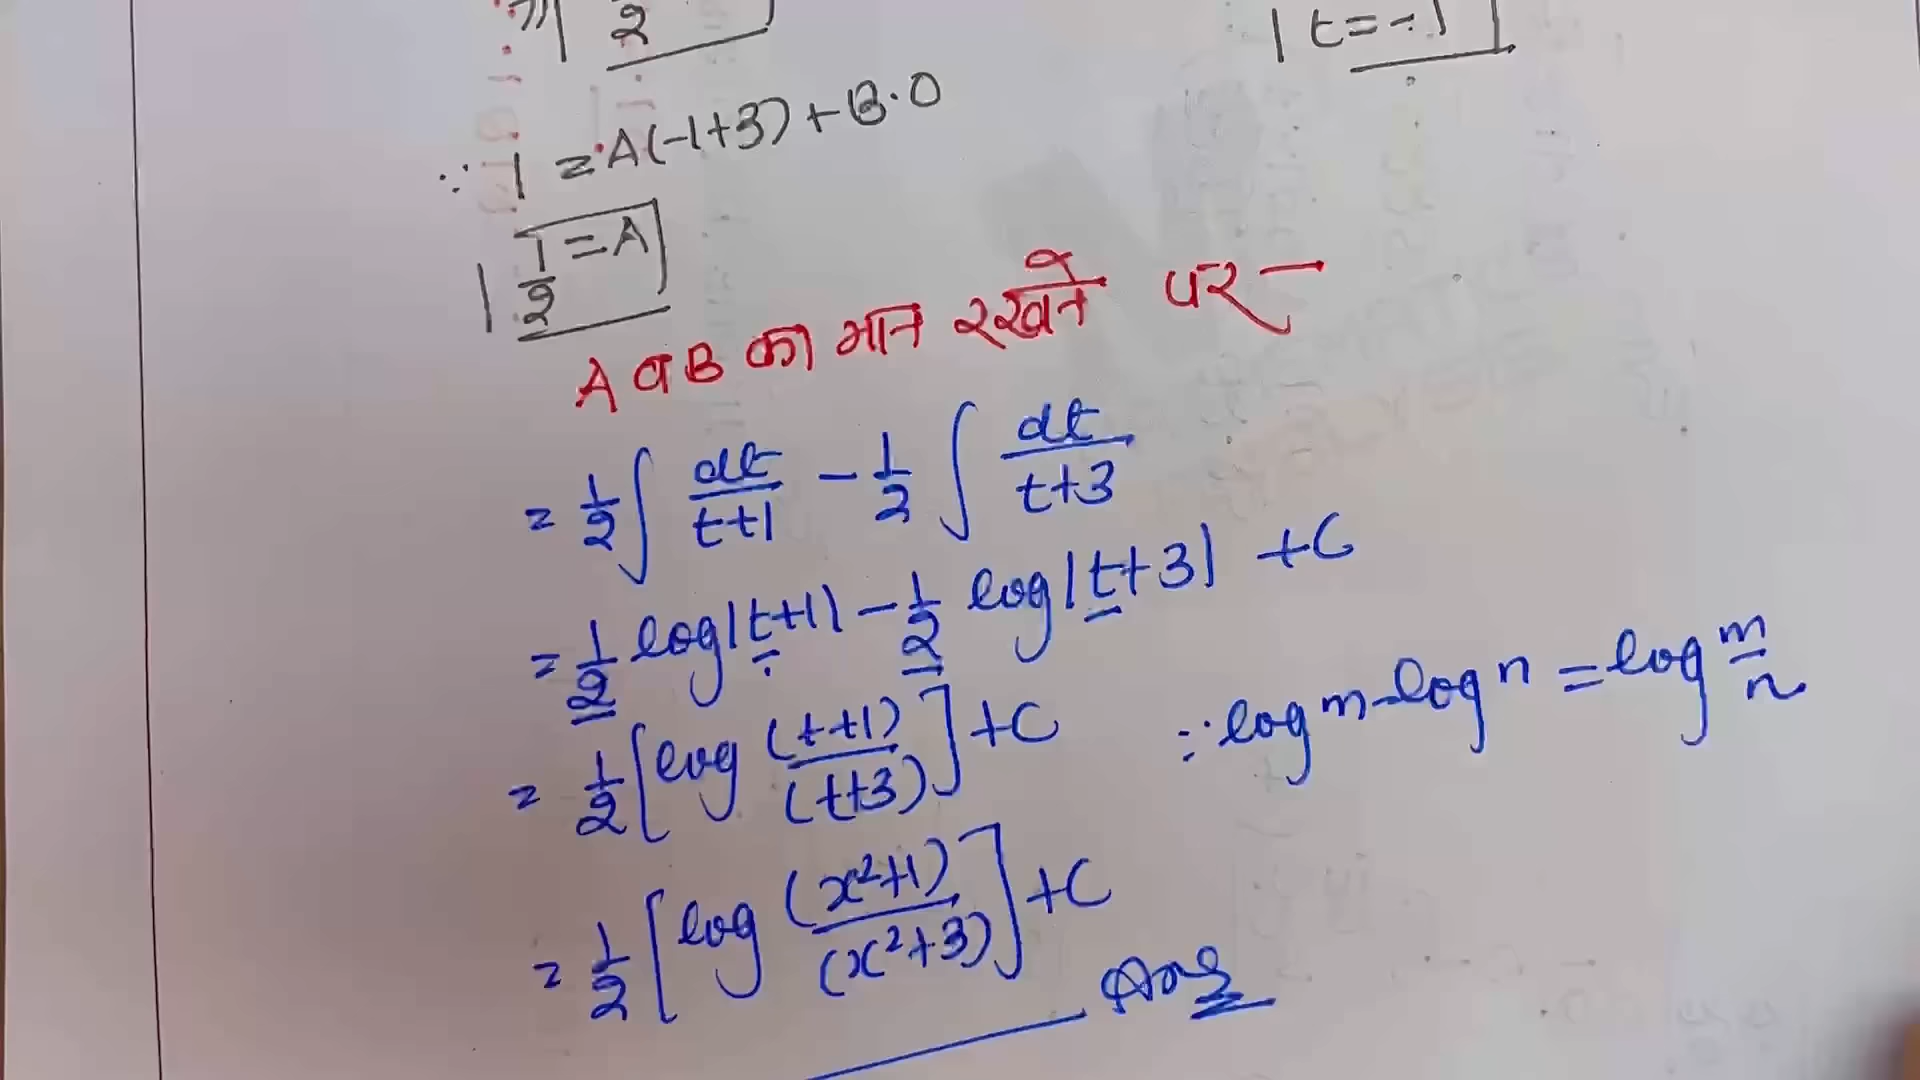 2
| t = -1 |
∵ 1 = A(-1+3) + B.0
| 1/2 = A |
A व B का मान रखने पर —
= 1/2 ∫ dt/t+1 - 1/2 ∫ dt/t+3
= 1/2 log|t+1| - 1/2 log|t+3| + C
= 1/2 [log (t+1)/(t+3)] + C ∵ log m - log n = log m/n
= 1/2 [log (x²+1)/(x²+3)] + C
Ans